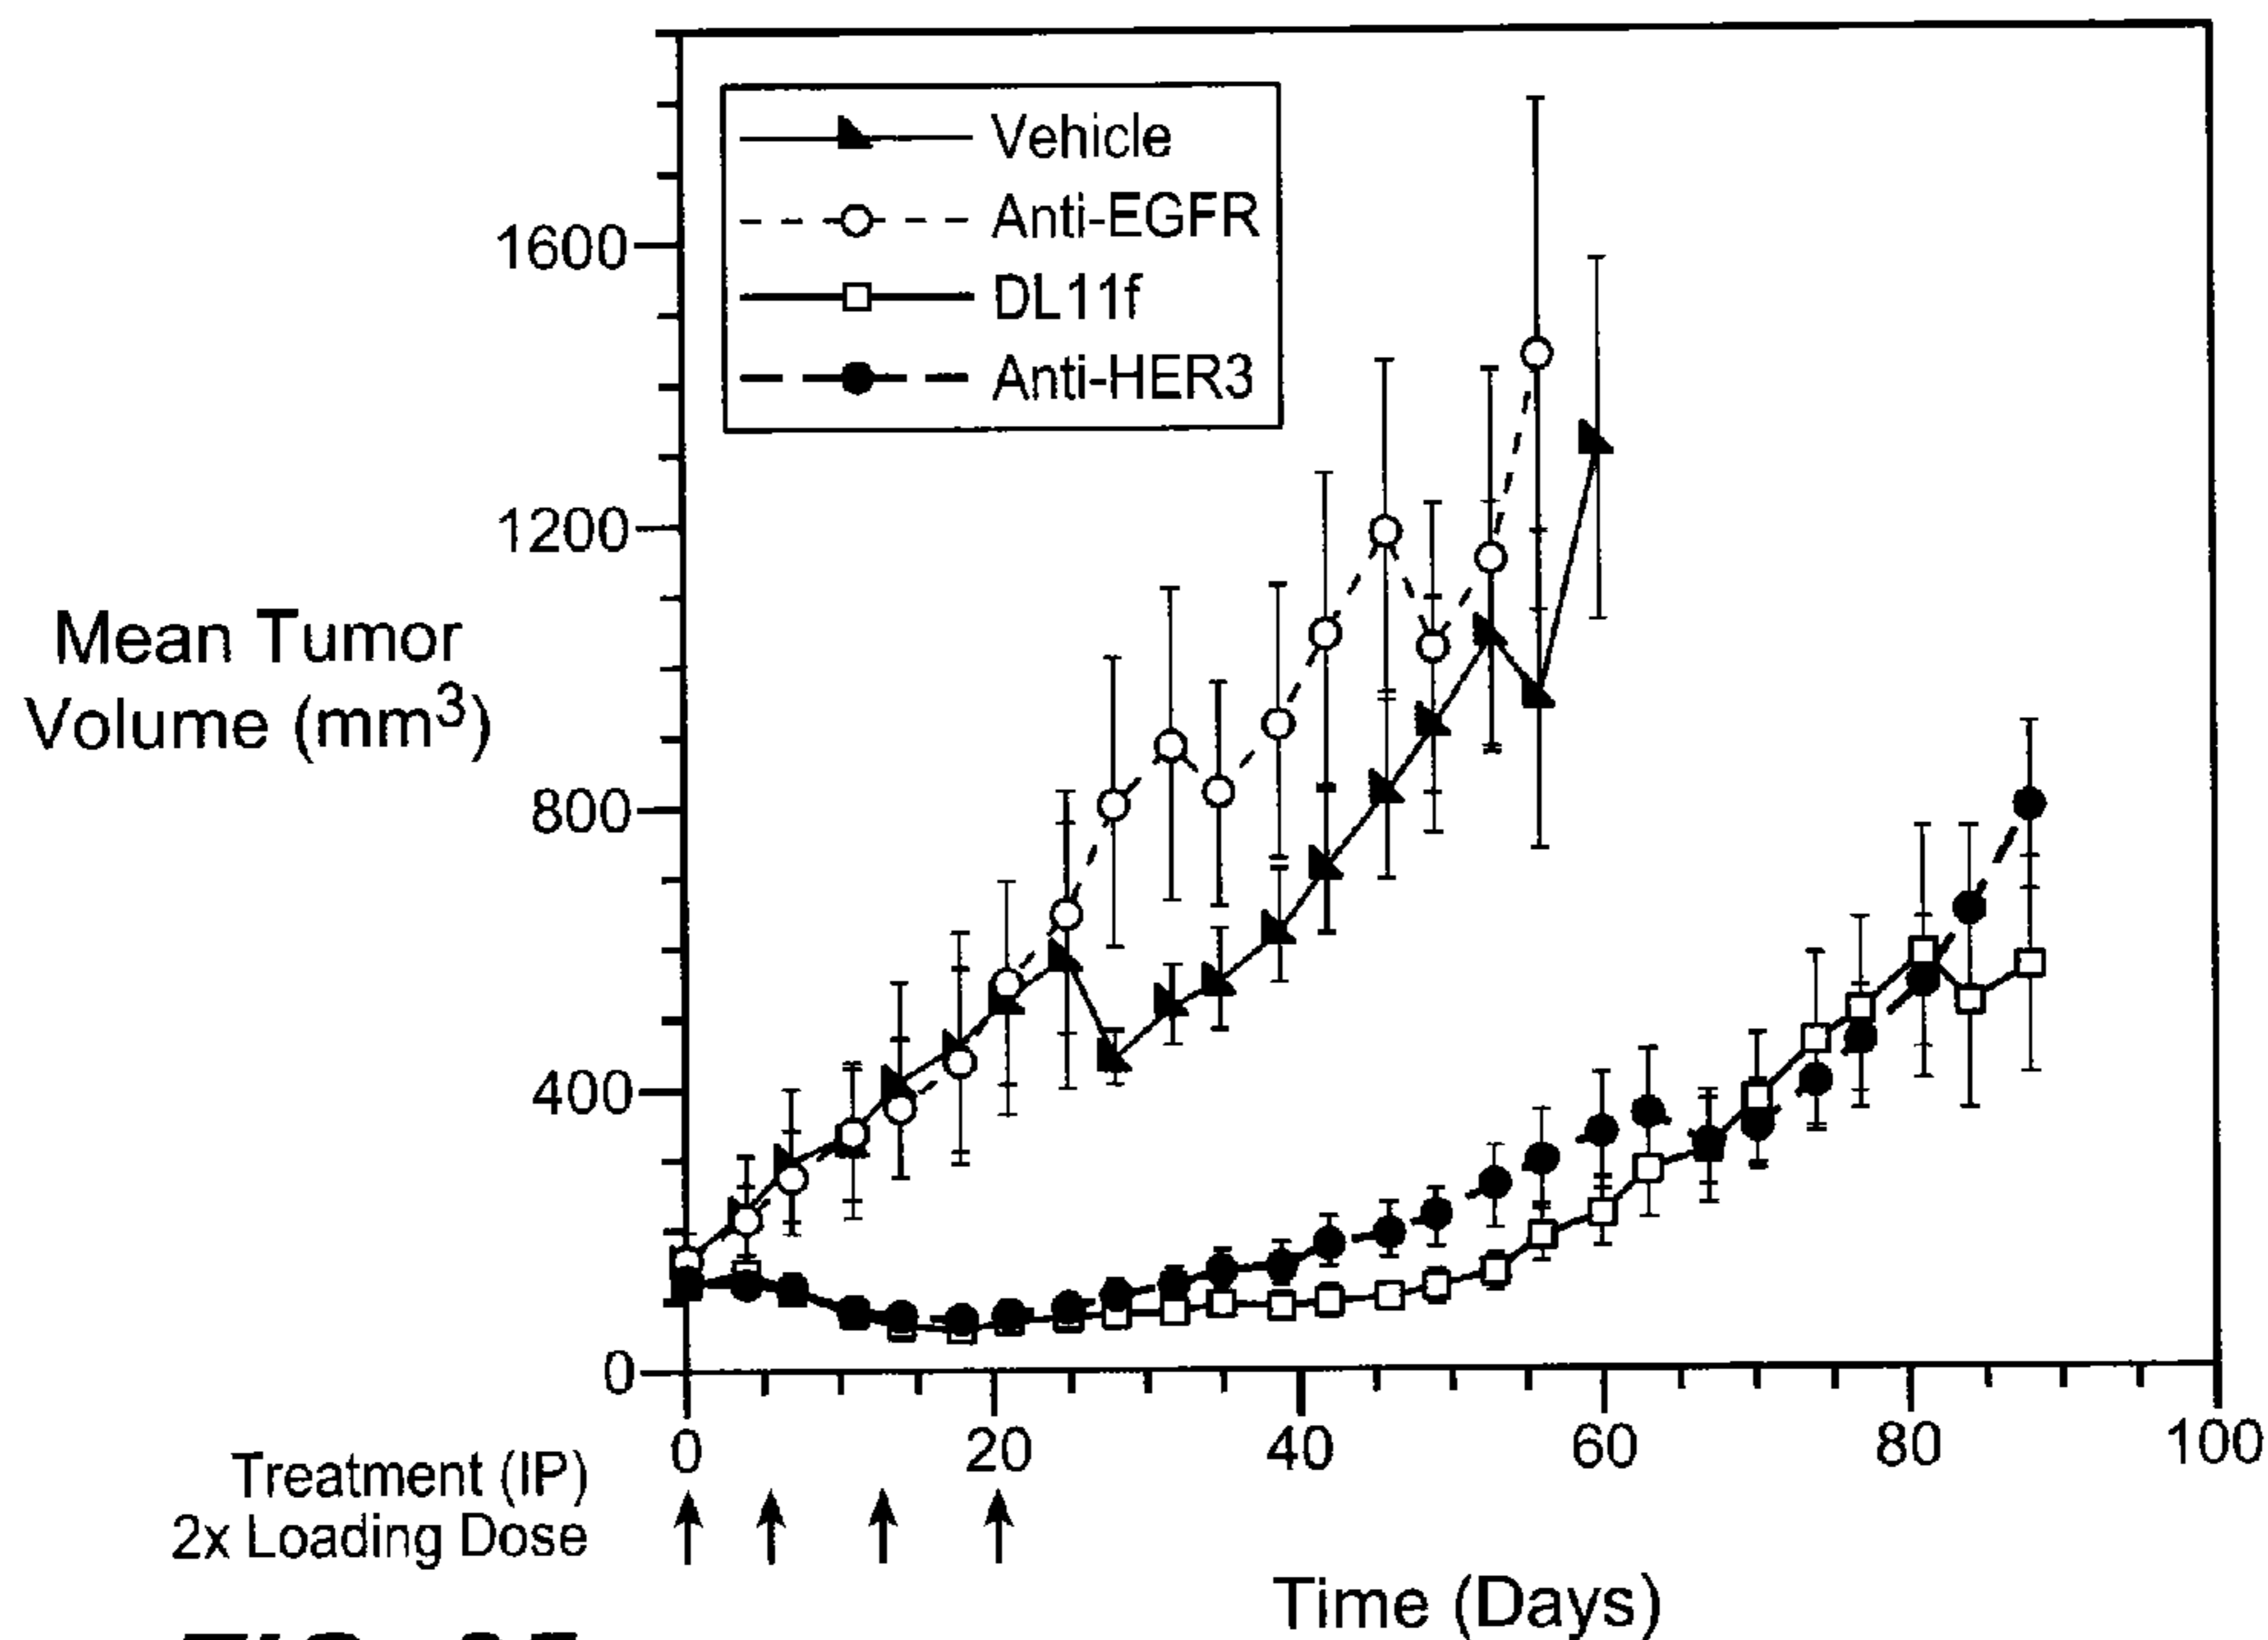 Vehicle
Anti-EGFR
DL11f
Anti-HER3
1600
1200
800
400
0
Mean Tumor
Volume (mm³)
0 20 40 60 80 100
Treatment (IP)
2x Loading Dose
Time (Days)